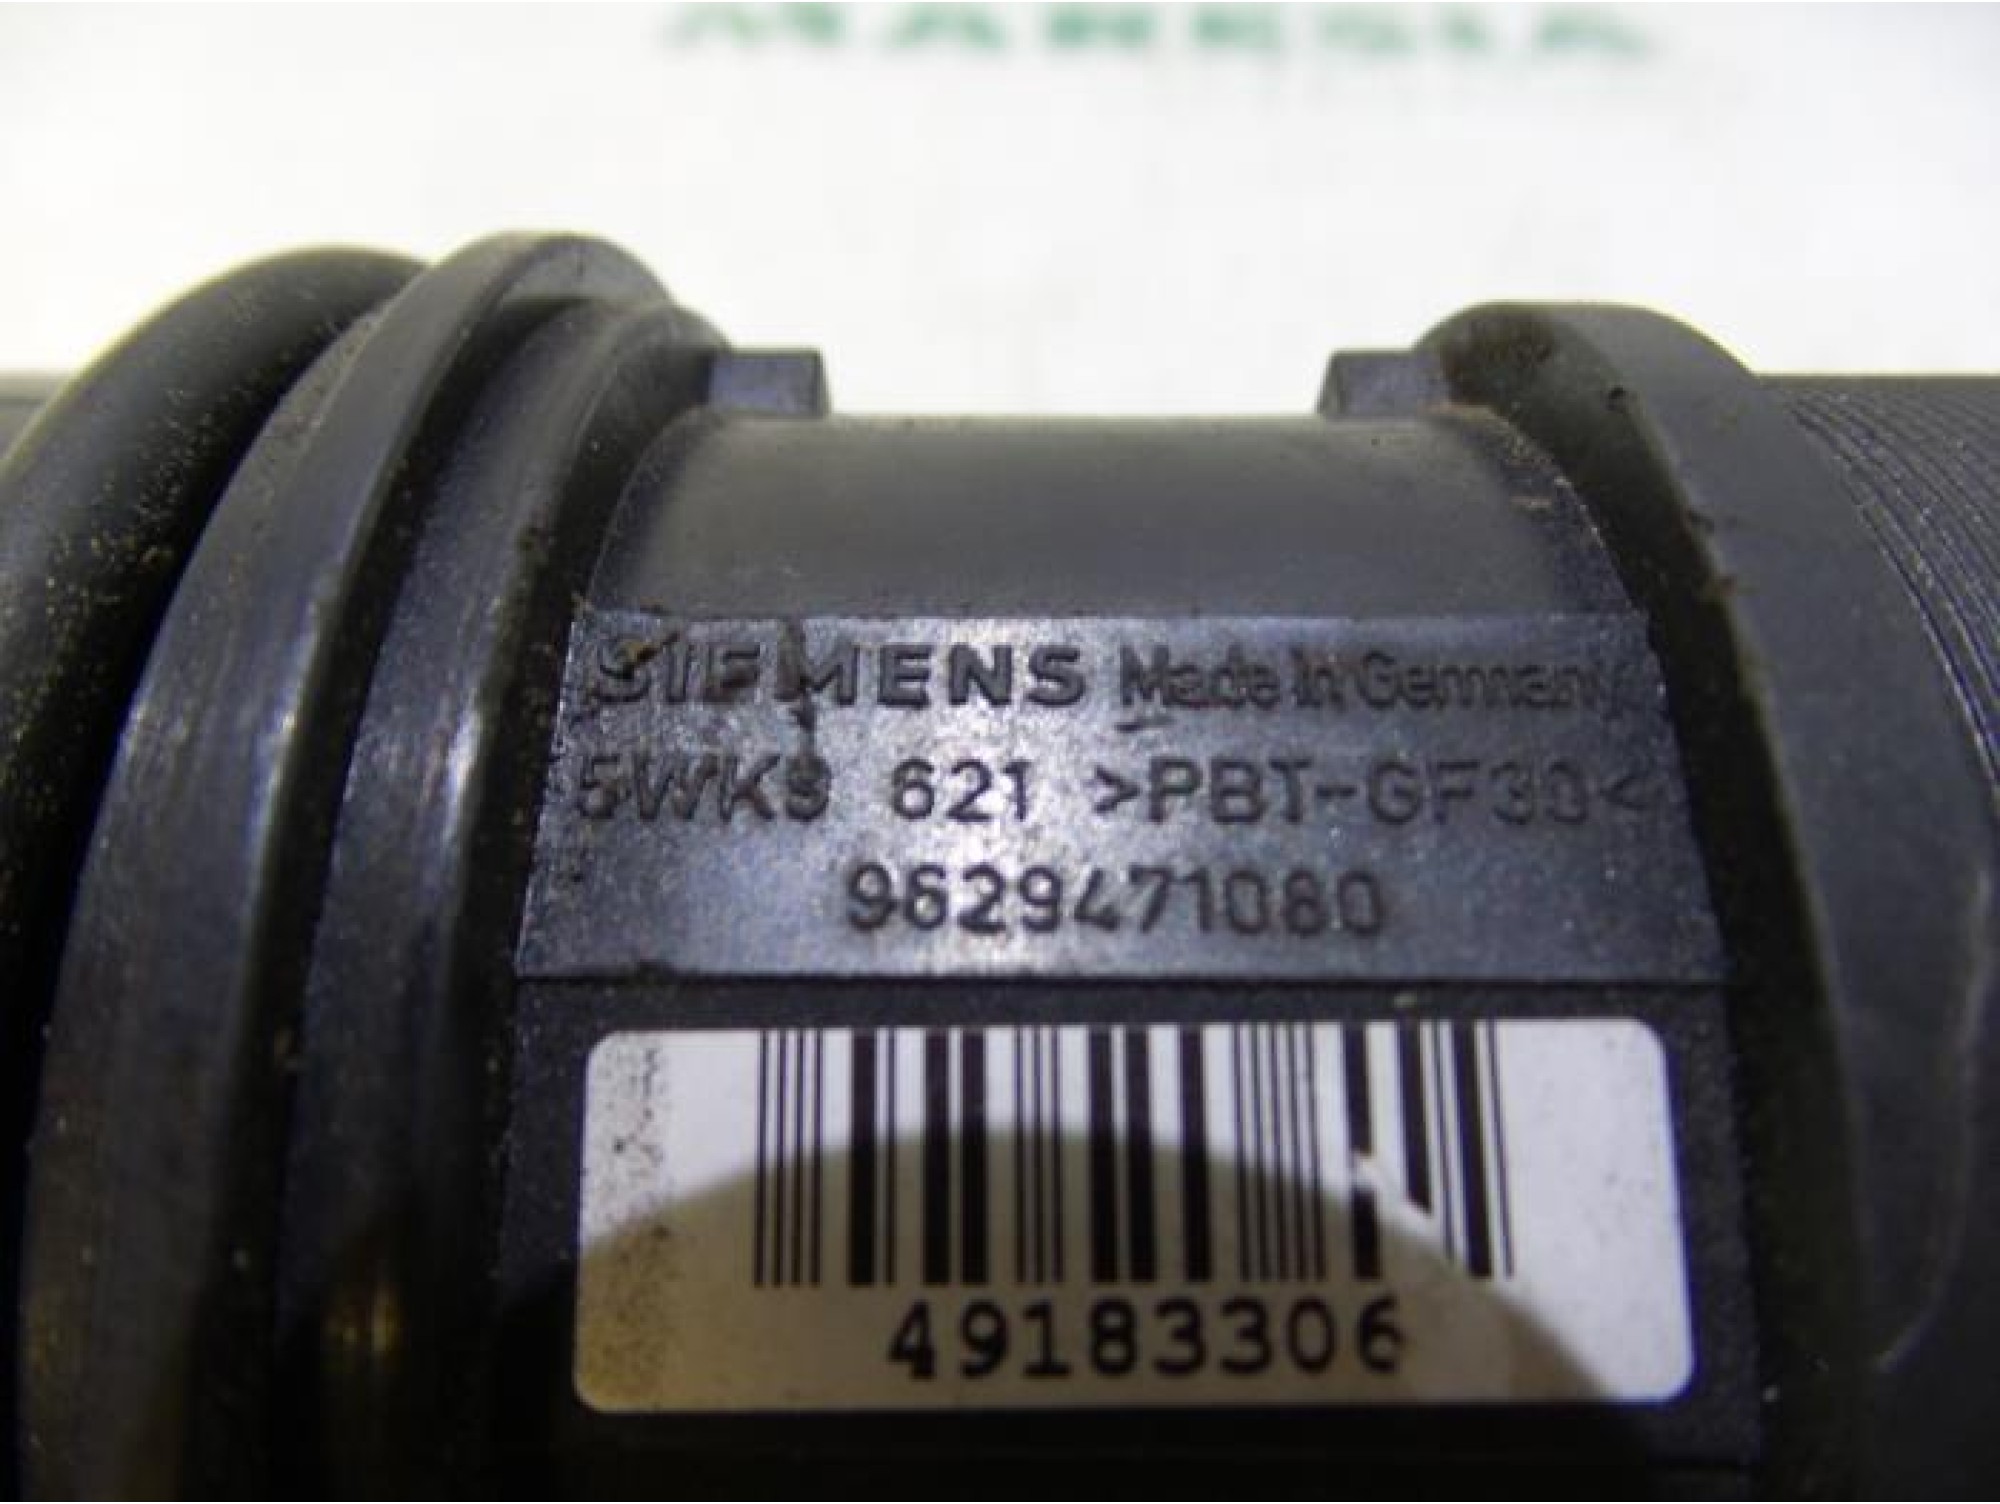 SIEMENS Made in Germany
5WK9 621 >PBT-GF30<
9629471080
49183306